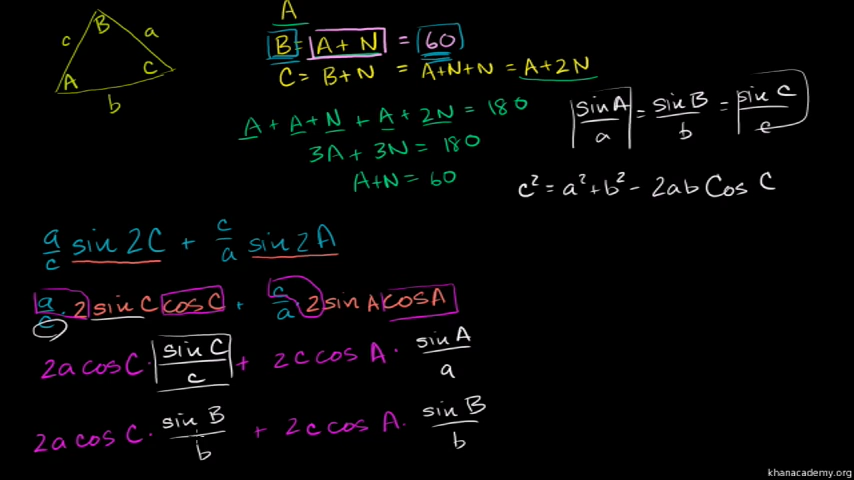 A
B = A + N = 60
C = B + N = A + N + N = A + 2N
B
c a
A C
b
A + A + N + A + 2N = 180
3A + 3N = 180
A+N = 60
sin A/a = sin B/b = sin C/c
c² = a² + b² - 2ab Cos C
a/c sin 2C + c/a sin 2A
a/c · 2 sin C cos C + c/a · 2 sin A cos A
2a cos C · sin C/c + 2c cos A · sin A/a
2a cos C · sin B/b + 2c cos A · sin B/b
khanacademy.org